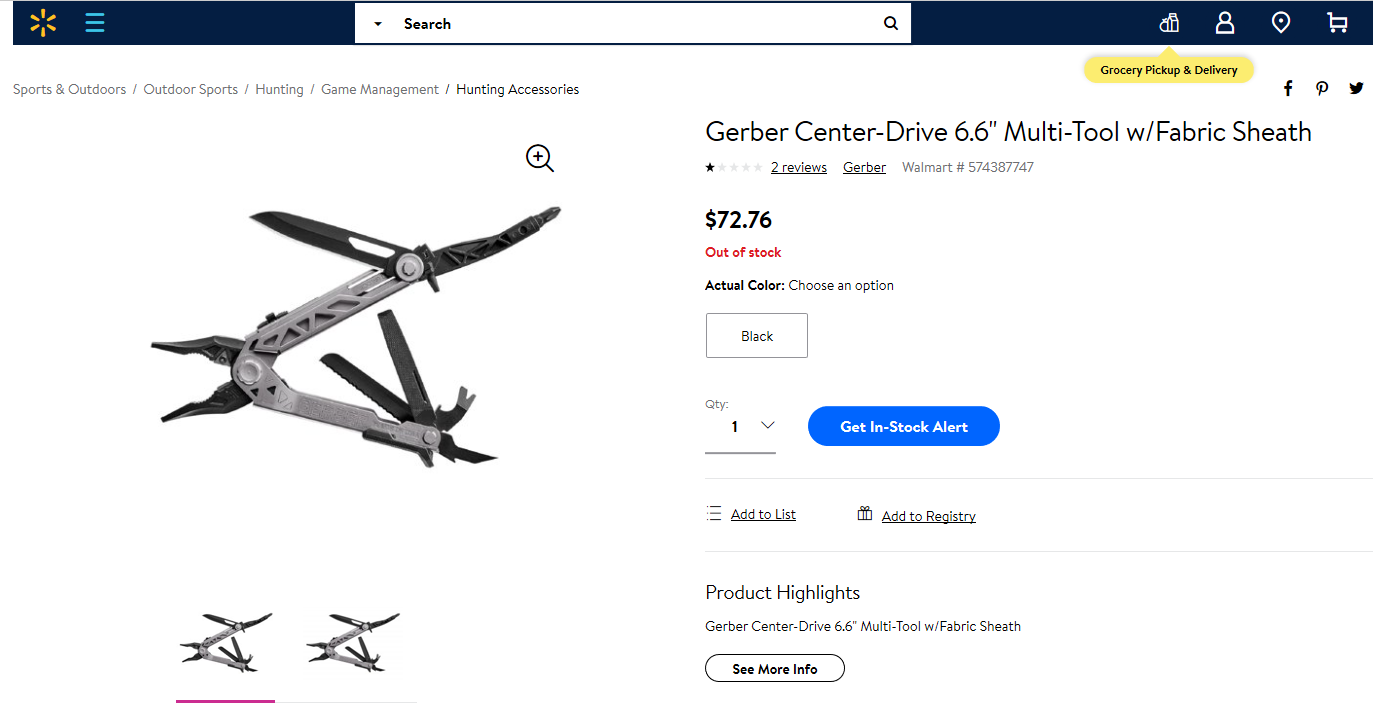 Search
Grocery Pickup & Delivery
Sports & Outdoors / Outdoor Sports / Hunting / Game Management / Hunting Accessories
Gerber Center-Drive 6.6" Multi-Tool w/Fabric Sheath
2 reviews Gerber Walmart # 574387747
$72.76
Out of stock
Actual Color: Choose an option
Black
Qty:
1
Get In-Stock Alert
Add to List
Add to Registry
Product Highlights
Gerber Center-Drive 6.6" Multi-Tool w/Fabric Sheath
See More Info